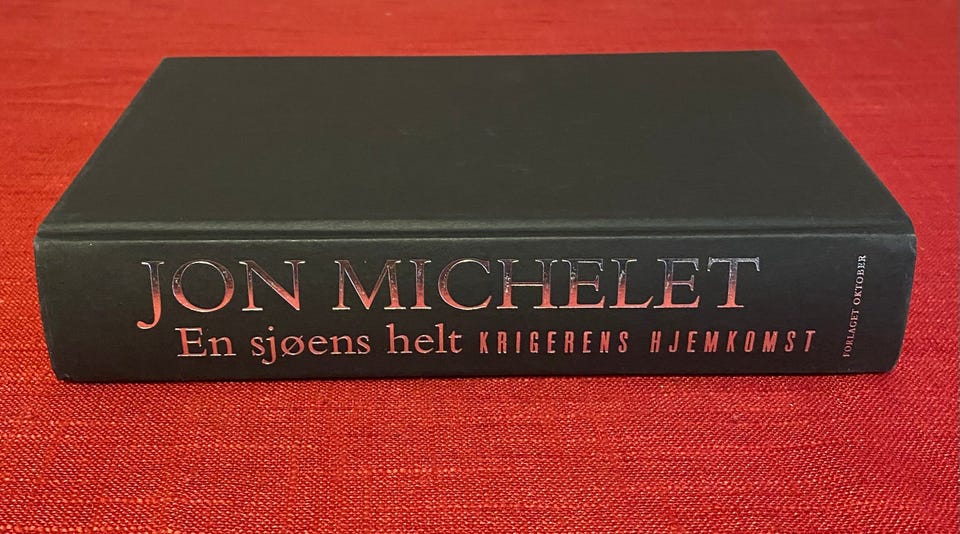 JON MICHELET
En sjøens helt KRIGERENS HJEMKOMST
FORLAGET OKTOBER